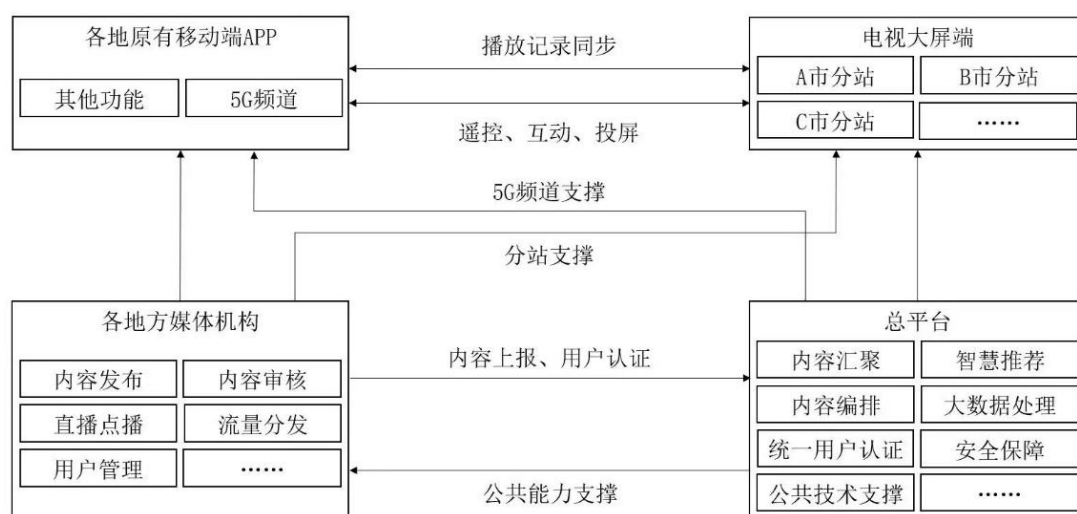 各地原有移动端APP
其他功能
5G频道
播放记录同步
遥控、互动、投屏
电视大屏端
A市分站
B市分站
C市分站
……
5G频道支撑
分站支撑
各地方媒体机构
内容发布
内容审核
直播点播
流量分发
用户管理
……
内容上报、用户认证
公共能力支撑
总平台
内容汇聚
智慧推荐
内容编排
大数据处理
统一用户认证
安全保障
公共技术支撑
……